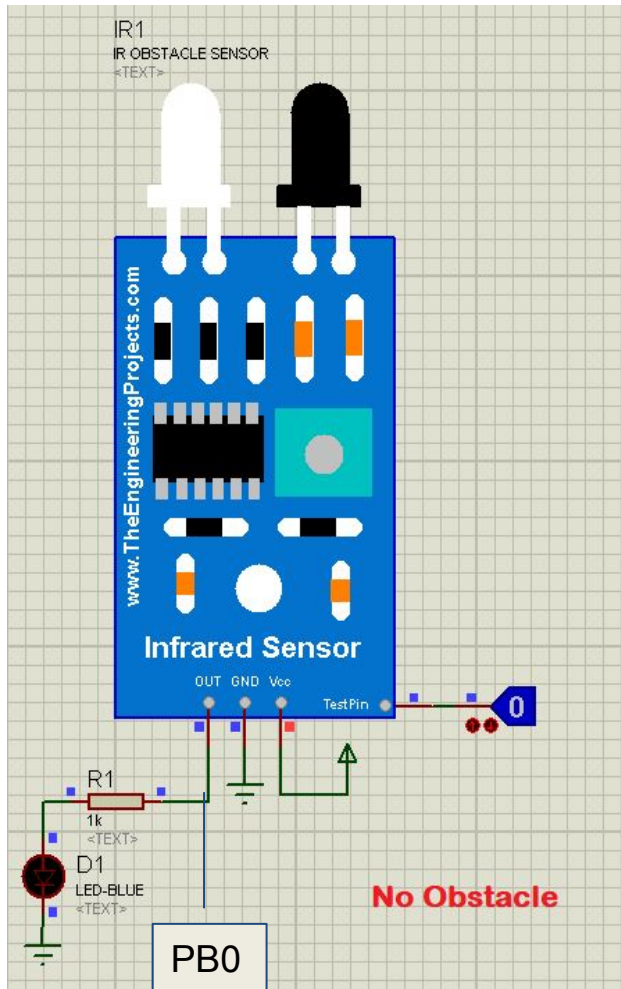 IR1
IR OBSTACLE SENSOR
<TEXT>
www.TheEngineeringProjects.com
Infrared Sensor
OUT GND Vcc
TestPin
0
R1
1k
<TEXT>
D1
LED-BLUE
<TEXT>
No Obstacle
PB0